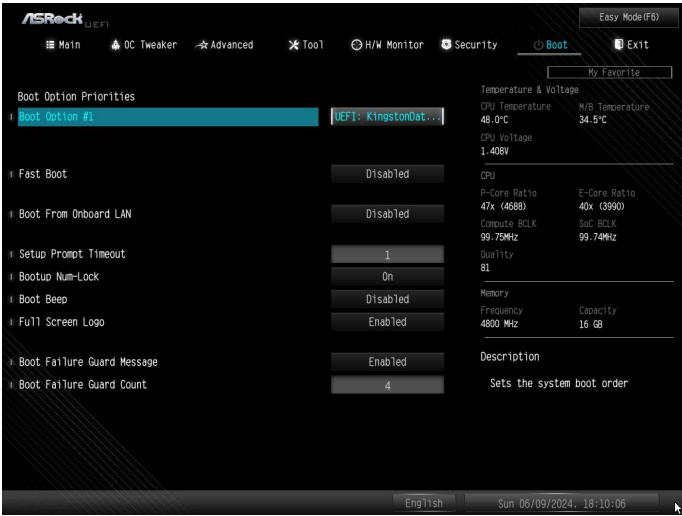 ASRock UEFI
Easy Mode(F6)
Main OC Tweaker Advanced Tool H/W Monitor Security Boot Exit
My Favorite
Boot Option Priorities
Boot Option #1 UEFI: KingstonDat...
Fast Boot Disabled
Boot From Onboard LAN Disabled
Setup Prompt Timeout 1
Bootup Num-Lock On
Boot Beep Disabled
Full Screen Logo Enabled
Boot Failure Guard Message Enabled
Boot Failure Guard Count 4
Temperature & Voltage
CPU Temperature M/B Temperature
48.0°C 34.5°C
CPU Voltage
1.408V
CPU
P-Core Ratio E-Core Ratio
47x (4688) 40x (3990)
Compute BCLK SoC BCLK
99.75MHz 99.74MHz
Quality
81
Memory
Frequency Capacity
4800 MHz 16 GB
Description
Sets the system boot order
English Sun 06/09/2024. 18:10:06